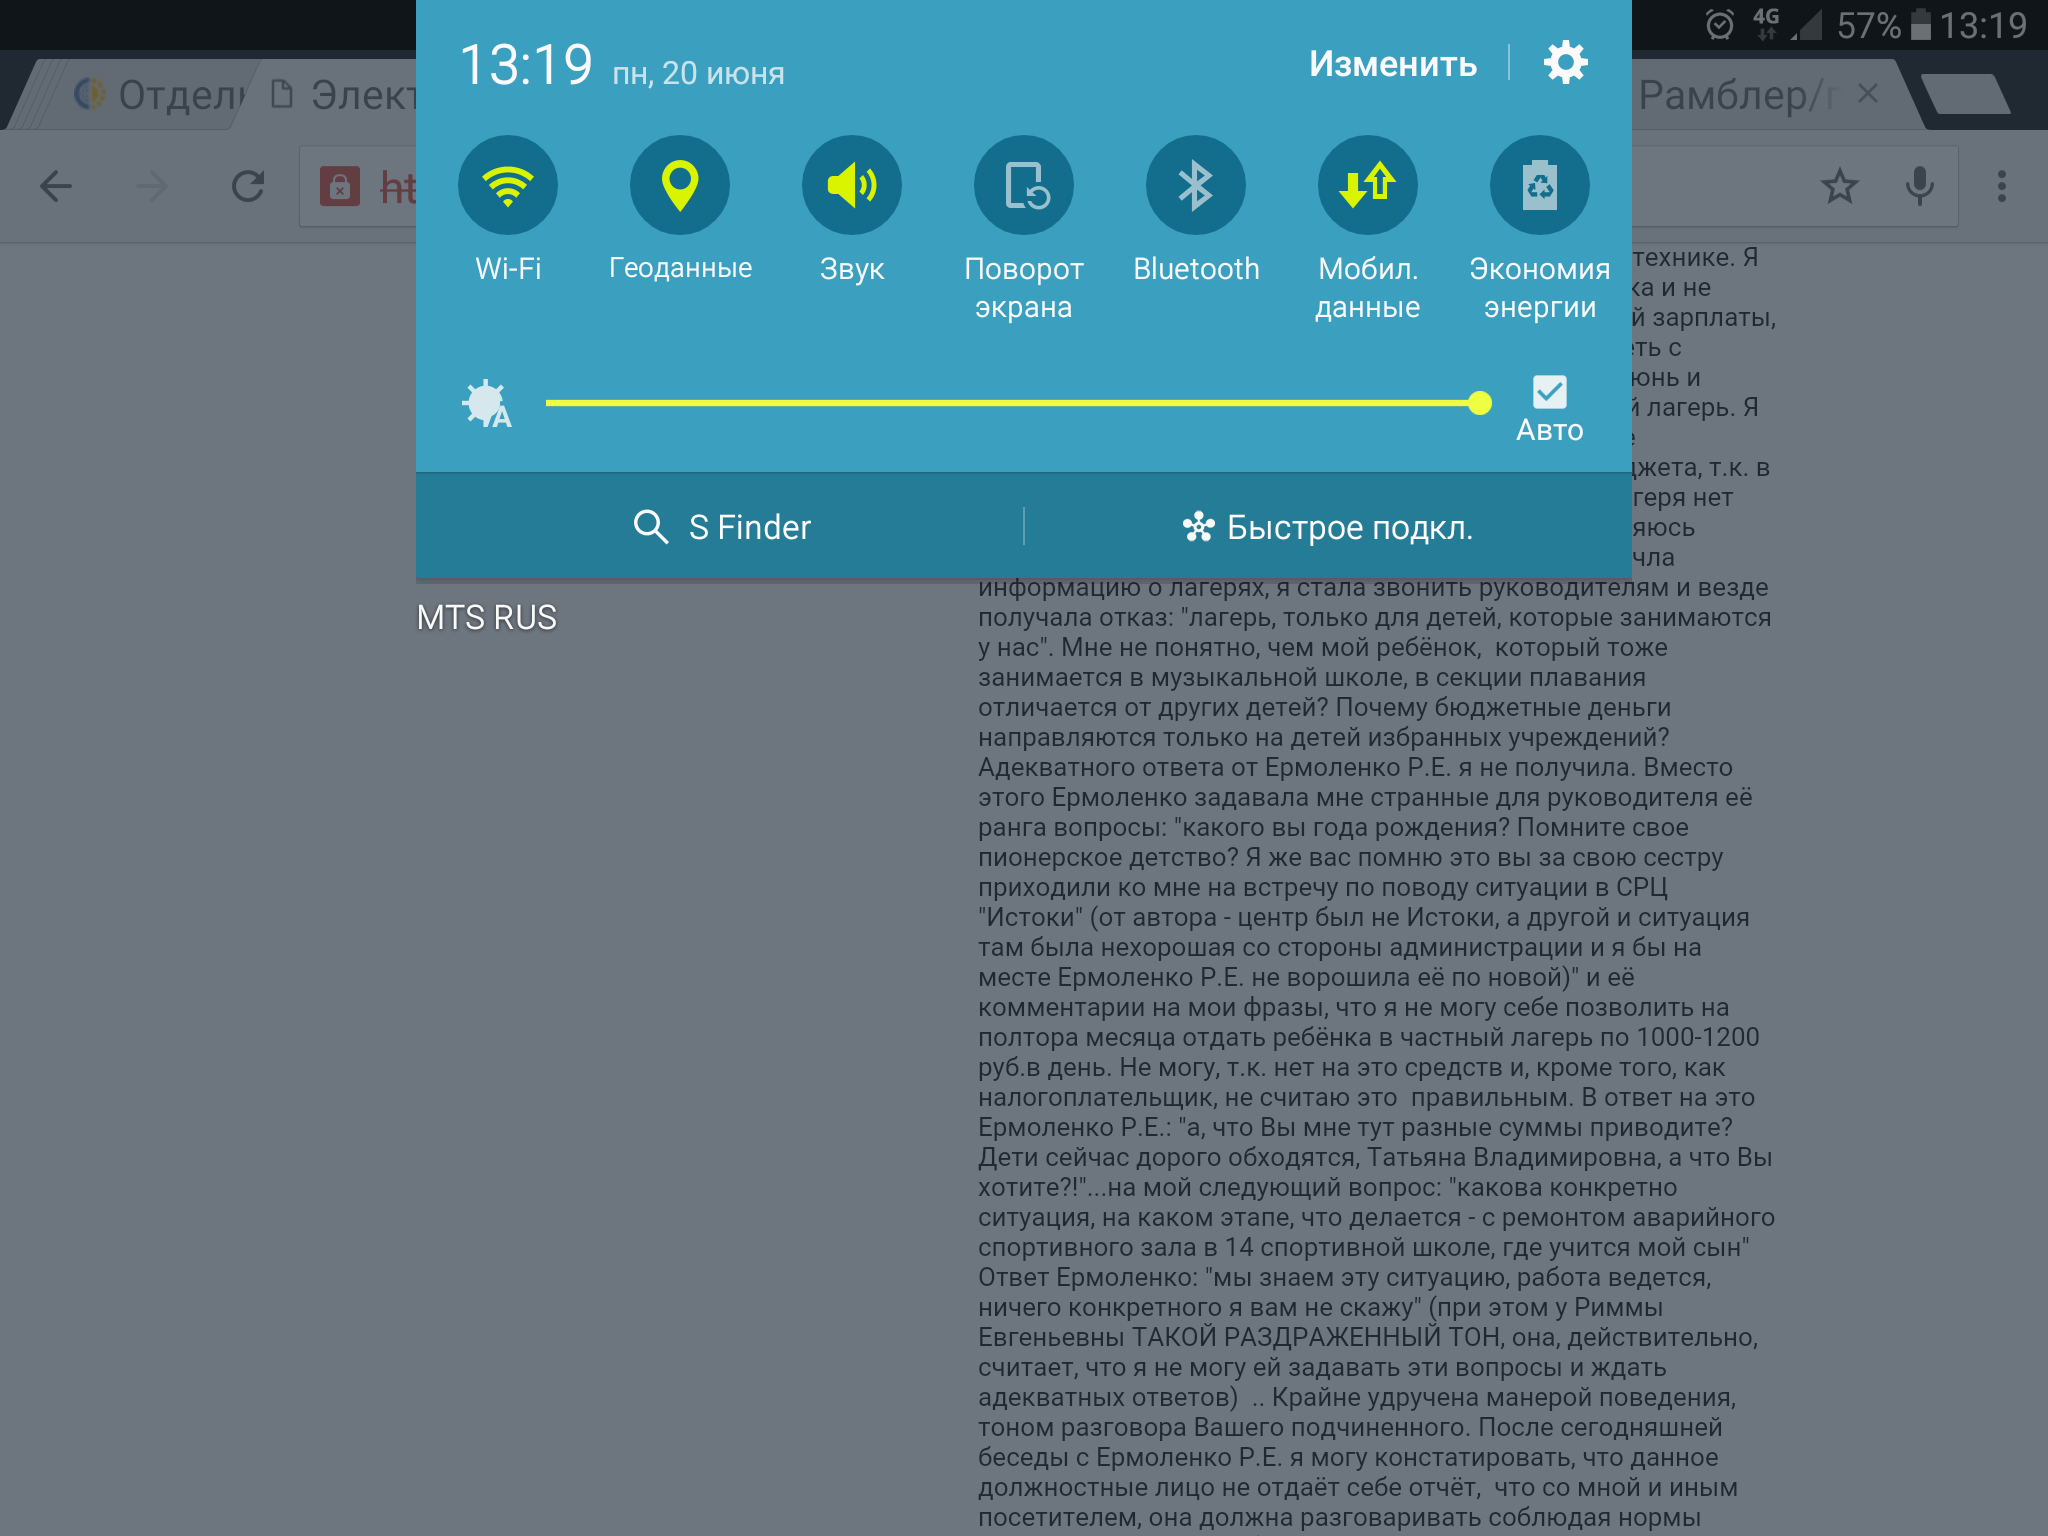 4G 57% 13:19
13:19 пн, 20 июня Изменить
Элект Рамблер/
Wi-Fi Геоданные Звук Поворот экрана Bluetooth Мобил. данные Экономия энергии
Авто
S Finder Быстрое подкл.
MTS RUS
технике. Я
и не
зарплаты,
с
и
лагерь. Я
т.к. в
нет
информацию о лагерях, я стала звонить руководителям и везде
получала отказ: "лагерь, только для детей, которые занимаются
у нас". Мне не понятно, чем мой ребёнок,  который тоже
занимается в музыкальной школе, в секции плавания
отличается от других детей? Почему бюджетные деньги
направляются только на детей избранных учреждений?
Адекватного ответа от Ермоленко Р.Е. я не получила. Вместо
этого Ермоленко задавала мне странные для руководителя её
ранга вопросы: "какого вы года рождения? Помните свое
пионерское детство? Я же вас помню это вы за свою сестру
приходили ко мне на встречу по поводу ситуации в СРЦ
"Истоки" (от автора - центр был не Истоки, а другой и ситуация
там была нехорошая со стороны администрации и я бы на
месте Ермоленко Р.Е. не ворошила её по новой)" и её
комментарии на мои фразы, что я не могу себе позволить на
полтора месяца отдать ребёнка в частный лагерь по 1000-1200
руб.в день. Не могу, т.к. нет на это средств и, кроме того, как
налогоплательщик, не считаю это  правильным. В ответ на это
Ермоленко Р.Е.: "а, что Вы мне тут разные суммы приводите?
Дети сейчас дорого обходятся, Татьяна Владимировна, а что Вы
хотите?!"...на мой следующий вопрос: "какова конкретно
ситуация, на каком этапе, что делается - с ремонтом аварийного
спортивного зала в 14 спортивной школе, где учится мой сын"
Ответ Ермоленко: "мы знаем эту ситуацию, работа ведется,
ничего конкретного я вам не скажу" (при этом у Риммы
Евгеньевны ТАКОЙ РАЗДРАЖЕННЫЙ ТОН, она, действительно,
считает, что я не могу ей задавать эти вопросы и ждать
адекватных ответов)  .. Крайне удручена манерой поведения,
тоном разговора Вашего подчиненного. После сегодняшней
беседы с Ермоленко Р.Е. я могу констатировать, что данное
должностные лицо не отдаёт себе отчёт,  что со мной и иным
посетителем, она должна разговаривать соблюдая нормы